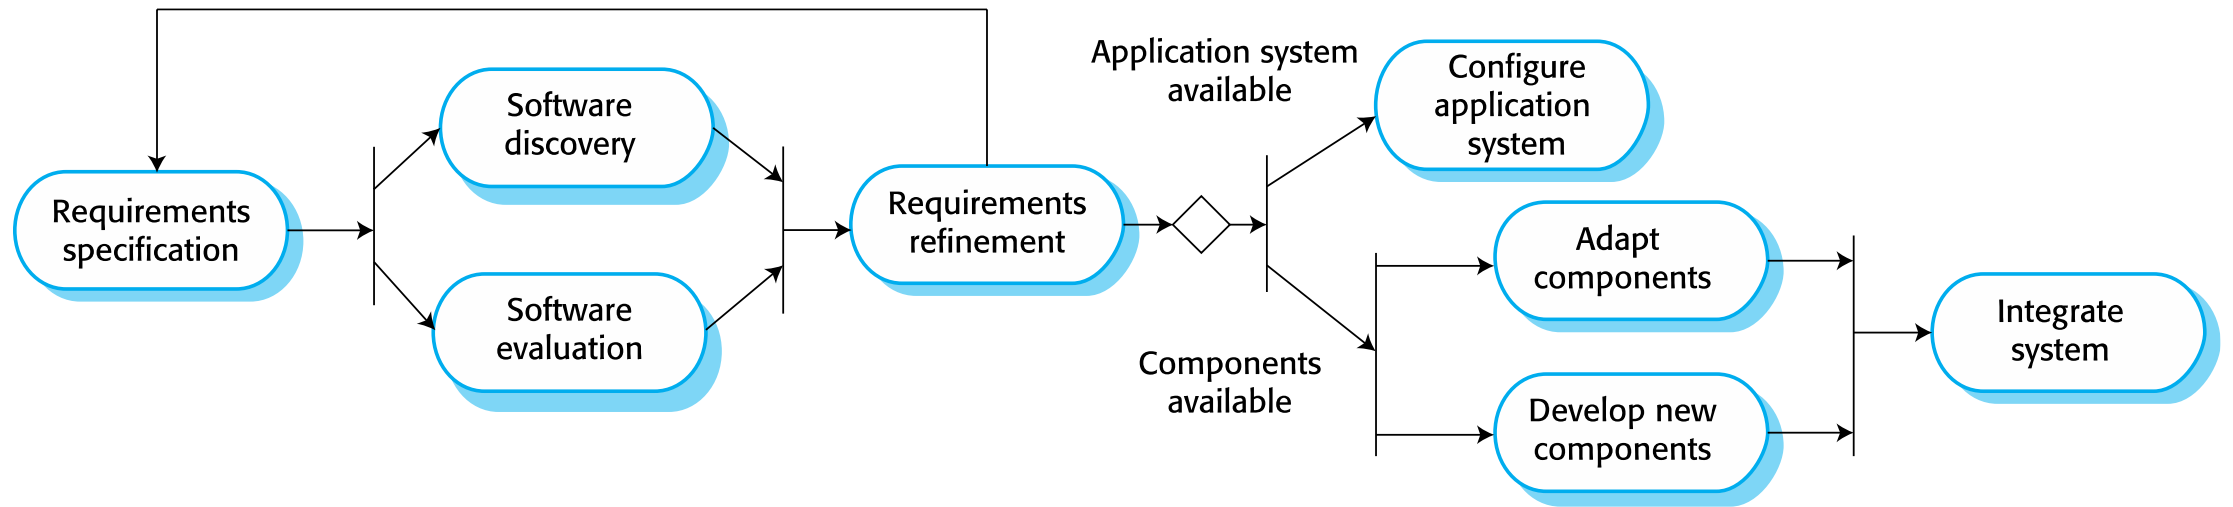 Requirements
specification
Software
discovery
Software
evaluation
Requirements
refinement
Application system
available
Components
available
Configure
application
system
Adapt
components
Develop new
components
Integrate
system